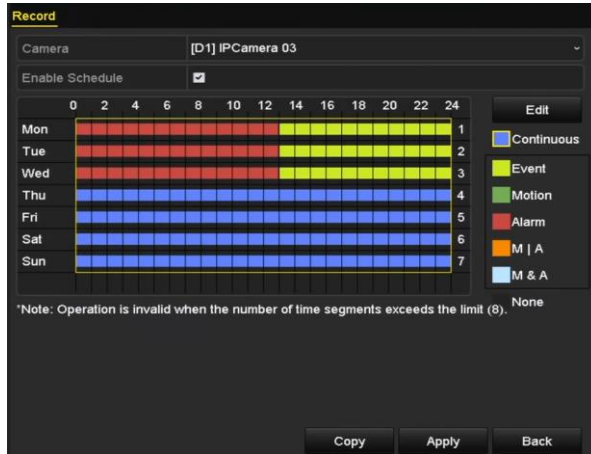 Record
Camera [D1] IPCamera 03
Enable Schedule
0 2 4 6 8 10 12 14 16 18 20 22 24
Edit
Mon 1
Continuous
Tue 2
Wed 3
Event
Thu 4
Motion
Fri 5
Alarm
Sat 6
M | A
Sun 7
M & A
None
*Note: Operation is invalid when the number of time segments exceeds the limit (8).
Copy Apply Back